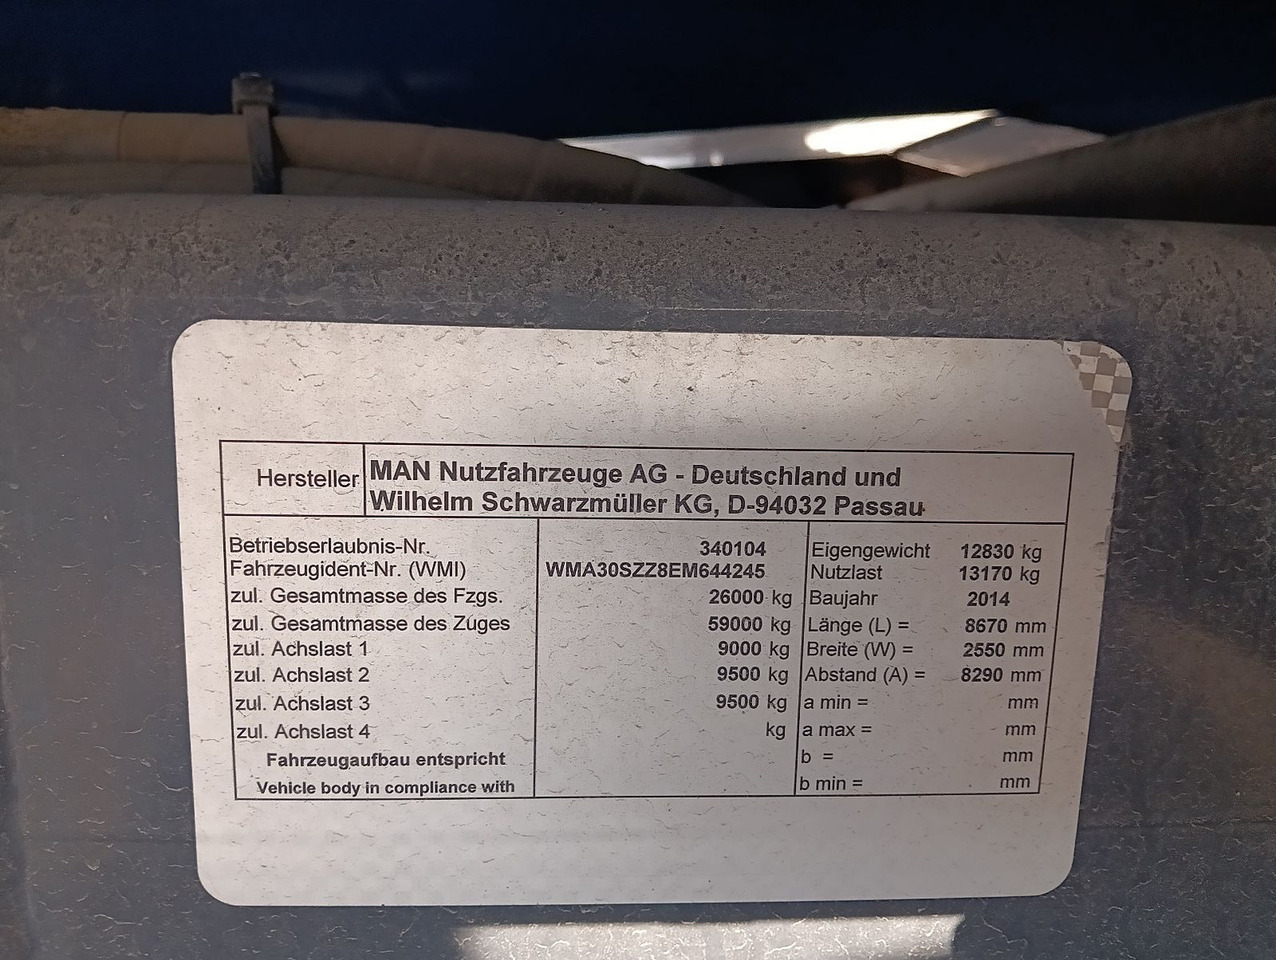 Hersteller MAN Nutzfahrzeuge AG - Deutschland und
Wilhelm Schwarzmüller KG, D-94032 Passau
Betriebserlaubnis-Nr. 340104 Eigengewicht 12830 kg
Fahrzeugident-Nr. (WMI) WMA30SZZ8EM644245 Nutzlast 13170 kg
zul. Gesamtmasse des Fzgs. 26000 kg Baujahr 2014
zul. Gesamtmasse des Zuges 59000 kg Länge (L) = 8670 mm
zul. Achslast 1 9000 kg Breite (W) = 2550 mm
zul. Achslast 2 9500 kg Abstand (A) = 8290 mm
zul. Achslast 3 9500 kg a min = mm
zul. Achslast 4 kg a max = mm
Fahrzeugaufbau entspricht b = mm
Vehicle body in compliance with b min = mm